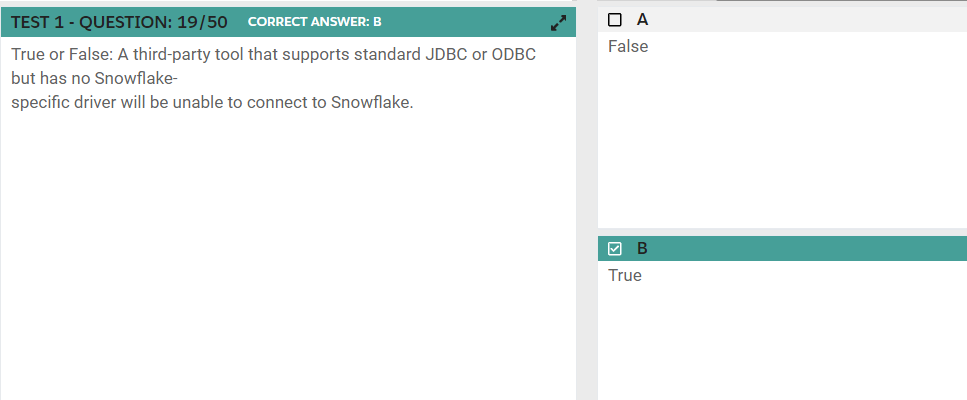 TEST 1 - QUESTION: 19/50 CORRECT ANSWER: B
True or False: A third-party tool that supports standard JDBC or ODBC
but has no Snowflake-
specific driver will be unable to connect to Snowflake.
A
False
B
True